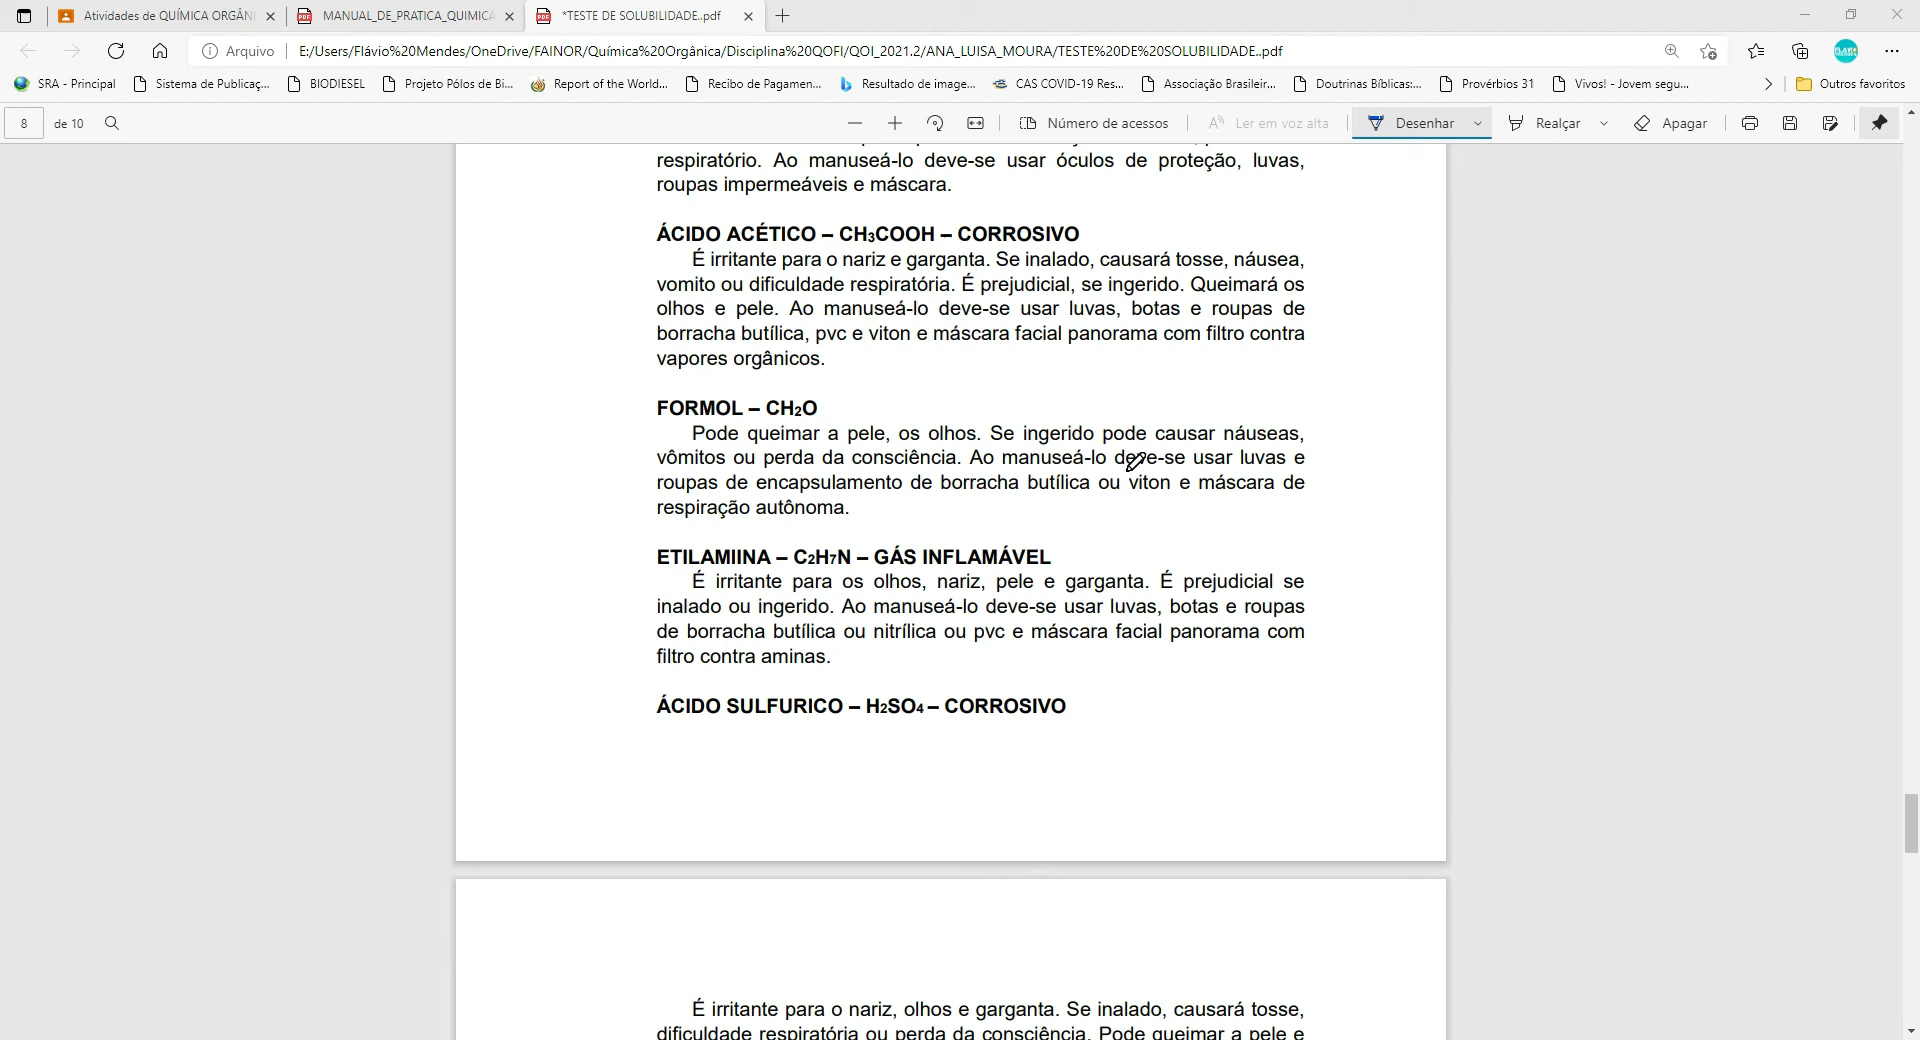 Atividades de QUÍMICA ORGÂNI
MANUAL_DE_PRATICA_QUIMICA
*TESTE DE SOLUBILIDADE..pdf
Arquivo
E:/Users/Flávio%20Mendes/OneDrive/FAINOR/Química%20Orgânica/Disciplina%20QOFI/QOI_2021.2/ANA_LUISA_MOURA/TESTE%20DE%20SOLUBILIDADE..pdf
SRA - Principal
Sistema de Publicaç...
BIODIESEL
Projeto Pólos de Bi...
Report of the World...
Recibo de Pagamen...
Resultado de image...
CAS COVID-19 Res...
Associação Brasileir...
Doutrinas Bíblicas:...
Provérbios 31
Vivos! - Jovem segu...
Outros favoritos
8 de 10
Número de acessos
Ler em voz alta
Desenhar
Realçar
Apagar
respiratório. Ao manuseá-lo deve-se usar óculos de proteção, luvas,
roupas impermeáveis e máscara.
ÁCIDO ACÉTICO – CH₃COOH – CORROSIVO
É irritante para o nariz e garganta. Se inalado, causará tosse, náusea,
vomito ou dificuldade respiratória. É prejudicial, se ingerido. Queimará os
olhos e pele. Ao manuseá-lo deve-se usar luvas, botas e roupas de
borracha butílica, pvc e viton e máscara facial panorama com filtro contra
vapores orgânicos.
FORMOL – CH₂O
Pode queimar a pele, os olhos. Se ingerido pode causar náuseas,
vômitos ou perda da consciência. Ao manuseá-lo deve-se usar luvas e
roupas de encapsulamento de borracha butílica ou viton e máscara de
respiração autônoma.
ETILAMIINA – C₂H₇N – GÁS INFLAMÁVEL
É irritante para os olhos, nariz, pele e garganta. É prejudicial se
inalado ou ingerido. Ao manuseá-lo deve-se usar luvas, botas e roupas
de borracha butílica ou nitrílica ou pvc e máscara facial panorama com
filtro contra aminas.
ÁCIDO SULFURICO – H₂SO₄ – CORROSIVO
É irritante para o nariz, olhos e garganta. Se inalado, causará tosse,
dificuldade respiratória ou perda da consciência. Pode queimar a pele e